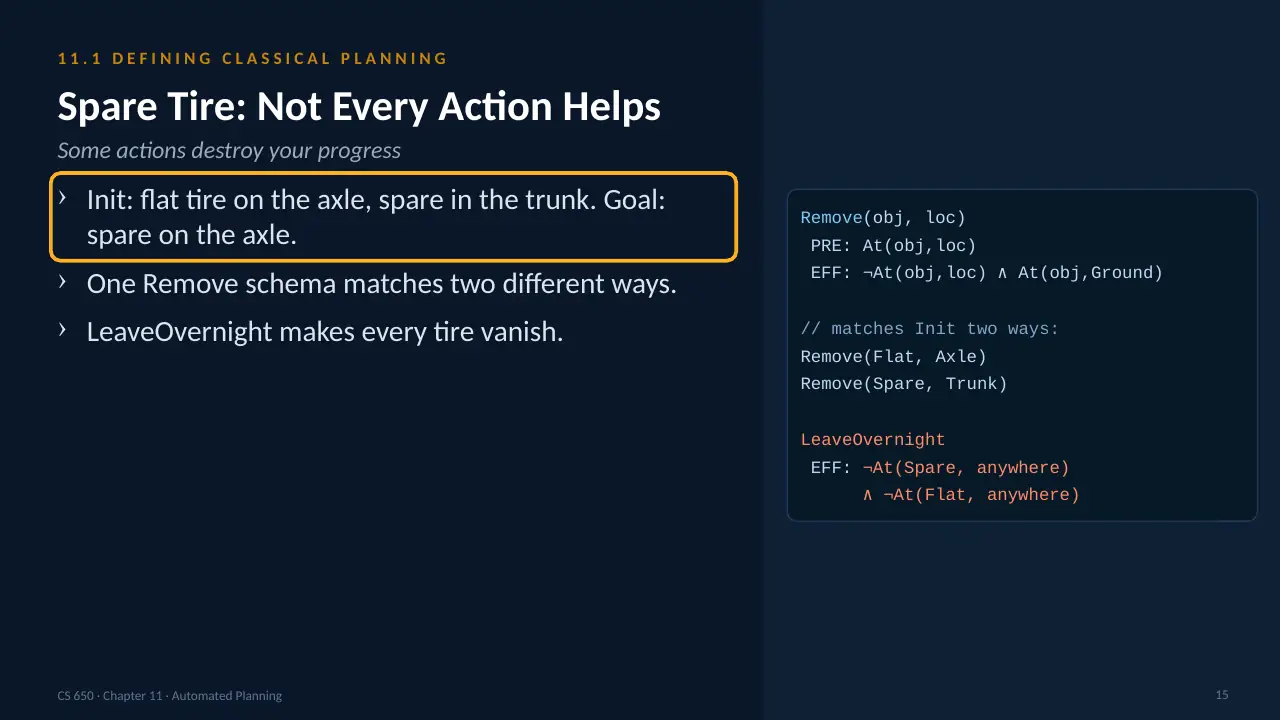 11.1 DEFINING CLASSICAL PLANNING
Spare Tire: Not Every Action Helps
Some actions destroy your progress
› Init: flat tire on the axle, spare in the trunk. Goal:
spare on the axle.
› One Remove schema matches two different ways.
› LeaveOvernight makes every tire vanish.
Remove(obj, loc)
PRE: At(obj,loc)
EFF: ¬At(obj,loc) ∧ At(obj,Ground)
// matches Init two ways:
Remove(Flat, Axle)
Remove(Spare, Trunk)
LeaveOvernight
EFF: ¬At(Spare, anywhere)
∧ ¬At(Flat, anywhere)
CS 650 · Chapter 11 · Automated Planning
15